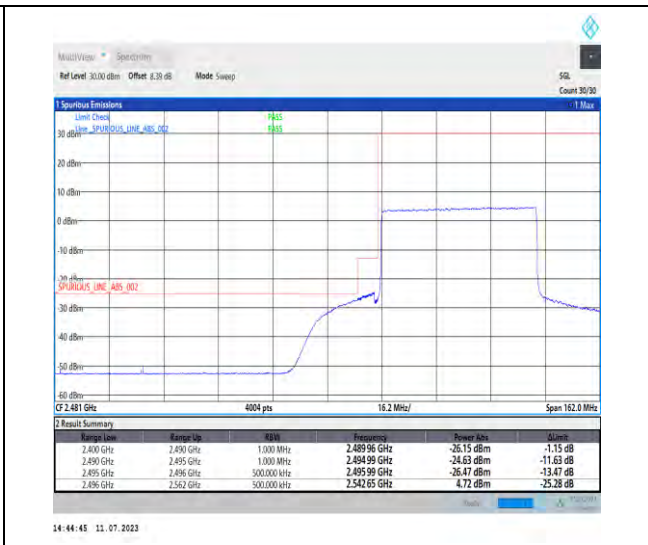 MultiView Spectrum
Ref Level 30.00 dBm Offset 8.39 dB Mode Sweep SGL
Count 30/30
1 Spurious Emissions 1 Max
Limit Check PASS
Line _SPURIOUS_LINE_ABS_002 PASS
30 dBm
20 dBm
10 dBm
0 dBm
-10 dBm
-20 dBm
_SPURIOUS_LINE_ABS_002
-30 dBm
-40 dBm
-50 dBm
-60 dBm
CF 2.481 GHz 4004 pts 16.2 MHz/ Span 162.0 MHz
2 Result Summary
Range Low Range Up RBW Frequency Power Abs ΔLimit
2.400 GHz 2.490 GHz 1.000 MHz 2.489 96 GHz -26.15 dBm -1.15 dB
2.490 GHz 2.495 GHz 1.000 MHz 2.494 99 GHz -24.63 dBm -11.63 dB
2.495 GHz 2.496 GHz 500.000 kHz 2.495 99 GHz -26.47 dBm -13.47 dB
2.496 GHz 2.562 GHz 500.000 kHz 2.542 65 GHz 4.72 dBm -25.28 dB
Ready
14:44:45 11.07.2023